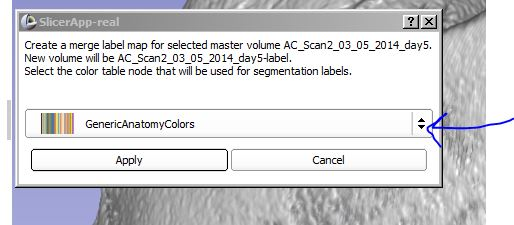 SlicerApp-real
Create a merge label map for selected master volume AC_Scan2_03_05_2014_day5.
New volume will be AC_Scan2_03_05_2014_day5-label.
Select the color table node that will be used for segmentation labels.
GenericAnatomyColors
Apply Cancel